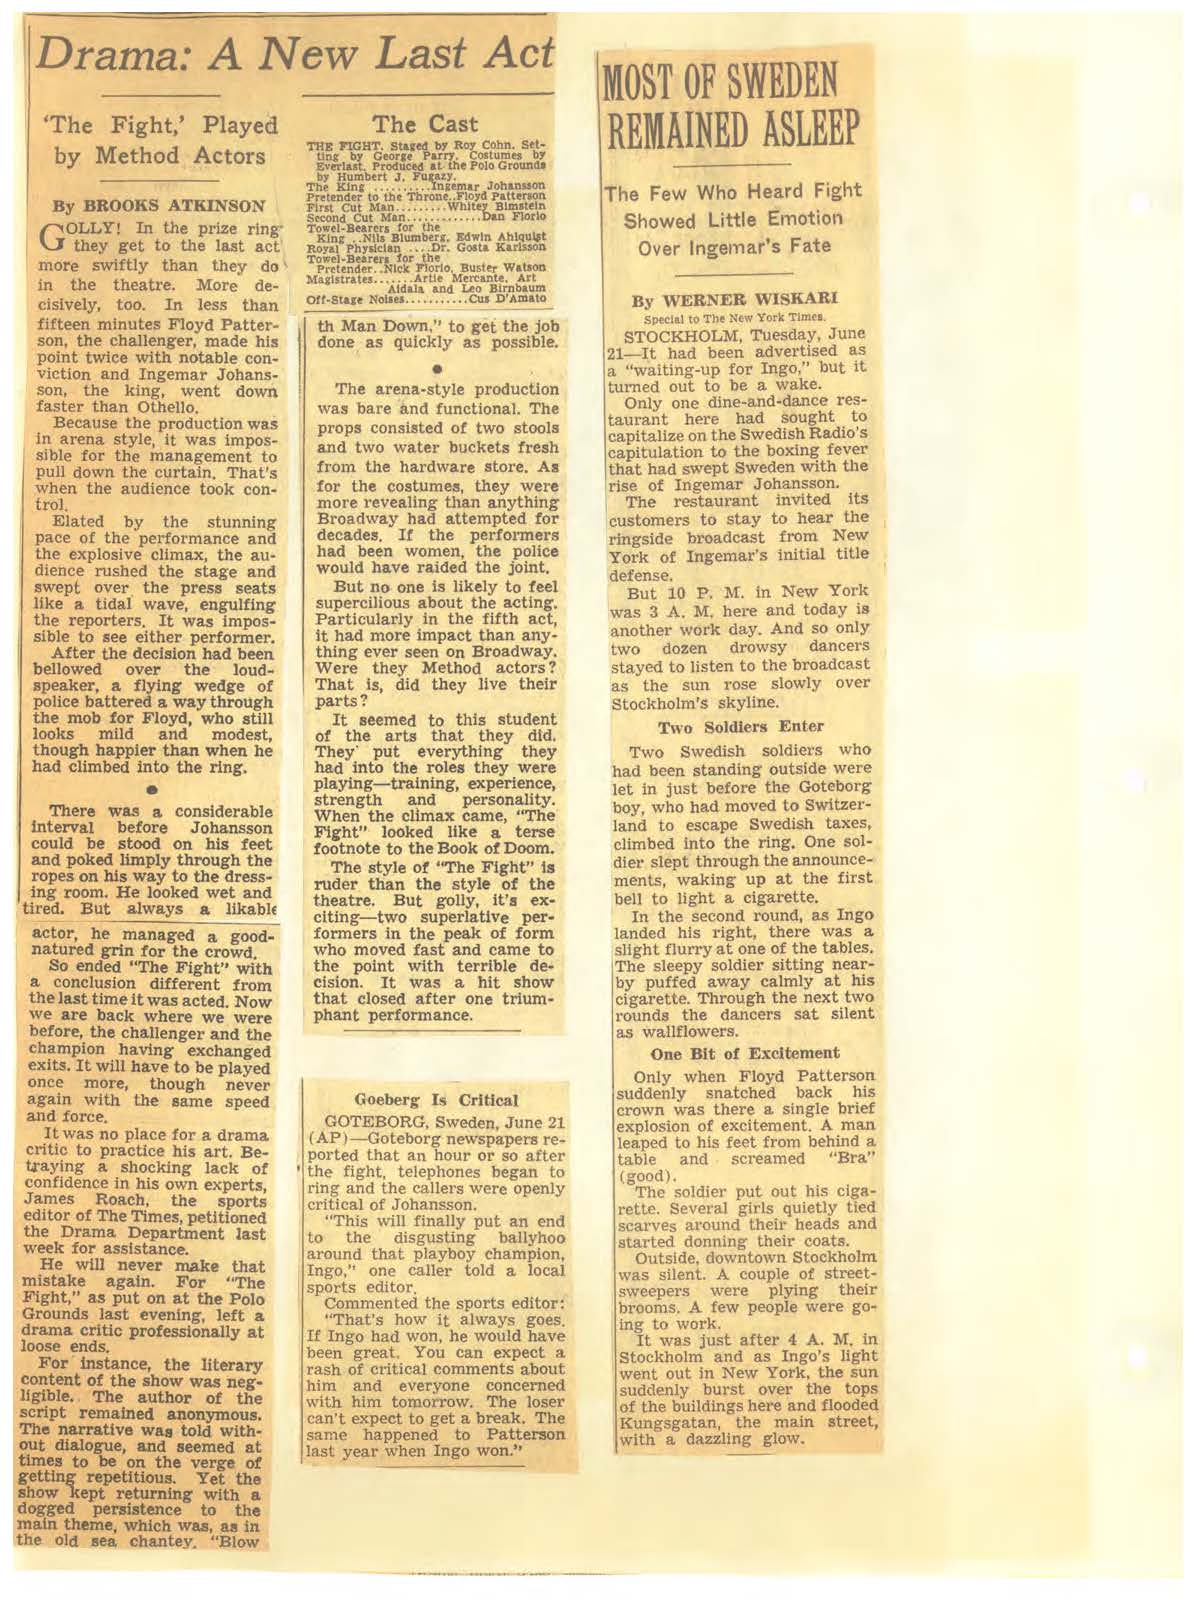 Drama: A New Last Act
'The Fight,' Played
by Method Actors
By BROOKS ATKINSON
GOLLY! In the prize ring
they get to the last act
more swiftly than they do
in the theatre. More de-
cisively, too. In less than
fifteen minutes Floyd Patter-
son, the challenger, made his
point twice with notable con-
viction and Ingemar Johans-
son, the king, went down
faster than Othello.
Because the production was
in arena style, it was impos-
sible for the management to
pull down the curtain. That's
when the audience took con-
trol.
Elated by the stunning
pace of the performance and
the explosive climax, the au-
dience rushed the stage and
swept over the press seats
like a tidal wave, engulfing
the reporters. It was impos-
sible to see either performer.
After the decision had been
bellowed over the loud-
speaker, a flying wedge of
police battered a way through
the mob for Floyd, who still
looks mild and modest,
though happier than when he
had climbed into the ring.
●
There was a considerable
interval before Johansson
could be stood on his feet
and poked limply through the
ropes on his way to the dress-
ing room. He looked wet and
tired. But always a likable
actor, he managed a good-
natured grin for the crowd.
So ended "The Fight" with
a conclusion different from
the last time it was acted. Now
we are back where we were
before, the challenger and the
champion having exchanged
exits. It will have to be played
once more, though never
again with the same speed
and force.
It was no place for a drama
critic to practice his art. Be-
traying a shocking lack of
confidence in his own experts,
James Roach, the sports
editor of The Times, petitioned
the Drama Department last
week for assistance.
He will never make that
mistake again. For "The
Fight," as put on at the Polo
Grounds last evening, left a
drama critic professionally at
loose ends.
For instance, the literary
content of the show was neg-
ligible. The author of the
script remained anonymous.
The narrative was told with-
out dialogue, and seemed at
times to be on the verge of
getting repetitious. Yet the
show kept returning with a
dogged persistence to the
main theme, which was, as in
the old sea chantey, "Blow
The Cast
THE FIGHT. Staged by Roy Cohn. Set-
ting by George Parry. Costumes by
Everlast. Produced at the Polo Grounds
by Humbert J. Fugazy.
The King ..........Ingemar Johansson
Pretender to the Throne..Floyd Patterson
First Cut Man.........Whitey Bimstein
Second Cut Man.............Dan Florio
Towel-Bearers for the
King ..Nils Blumberg, Edwin Ahlquist
Royal Physician ....Dr. Gosta Karlsson
Towel-Bearers for the
Pretender..Nick Florio, Buster Watson
Magistrates.......Artie Mercante, Art
Aidala and Leo Birnbaum
Off-Stage Noises...........Cus D'Amato
th Man Down," to get the job
done as quickly as possible.
●
The arena-style production
was bare and functional. The
props consisted of two stools
and two water buckets fresh
from the hardware store. As
for the costumes, they were
more revealing than anything
Broadway had attempted for
decades. If the performers
had been women, the police
would have raided the joint.
But no one is likely to feel
supercilious about the acting.
Particularly in the fifth act,
it had more impact than any-
thing ever seen on Broadway.
Were they Method actors?
That is, did they live their
parts?
It seemed to this student
of the arts that they did.
They put everything they
had into the roles they were
playing—training, experience,
strength and personality.
When the climax came, "The
Fight" looked like a terse
footnote to the Book of Doom.
The style of "The Fight" is
ruder than the style of the
theatre. But golly, it's ex-
citing—two superlative per-
formers in the peak of form
who moved fast and came to
the point with terrible de-
cision. It was a hit show
that closed after one trium-
phant performance.
Goeberg Is Critical
GOTEBORG, Sweden, June 21
(AP)—Goteborg newspapers re-
ported that an hour or so after
the fight, telephones began to
ring and the callers were openly
critical of Johansson.
"This will finally put an end
to the disgusting ballyhoo
around that playboy champion,
Ingo," one caller told a local
sports editor.
Commented the sports editor:
"That's how it always goes.
If Ingo had won, he would have
been great. You can expect a
rash of critical comments about
him and everyone concerned
with him tomorrow. The loser
can't expect to get a break. The
same happened to Patterson
last year when Ingo won."
MOST OF SWEDEN
REMAINED ASLEEP
The Few Who Heard Fight
Showed Little Emotion
Over Ingemar's Fate
By WERNER WISKARI
Special to The New York Times.
STOCKHOLM, Tuesday, June
21—It had been advertised as
a "waiting-up for Ingo," but it
turned out to be a wake.
Only one dine-and-dance res-
taurant here had sought to
capitalize on the Swedish Radio's
capitulation to the boxing fever
that had swept Sweden with the
rise of Ingemar Johansson.
The restaurant invited its
customers to stay to hear the
ringside broadcast from New
York of Ingemar's initial title
defense.
But 10 P. M. in New York
was 3 A. M. here and today is
another work day. And so only
two dozen drowsy dancers
stayed to listen to the broadcast
as the sun rose slowly over
Stockholm's skyline.
Two Soldiers Enter
Two Swedish soldiers who
had been standing outside were
let in just before the Goteborg
boy, who had moved to Switzer-
land to escape Swedish taxes,
climbed into the ring. One sol-
dier slept through the announce-
ments, waking up at the first
bell to light a cigarette.
In the second round, as Ingo
landed his right, there was a
slight flurry at one of the tables.
The sleepy soldier sitting near-
by puffed away calmly at his
cigarette. Through the next two
rounds the dancers sat silent
as wallflowers.
One Bit of Excitement
Only when Floyd Patterson
suddenly snatched back his
crown was there a single brief
explosion of excitement. A man
leaped to his feet from behind a
table and screamed "Bra"
(good).
The soldier put out his ciga-
rette. Several girls quietly tied
scarves around their heads and
started donning their coats.
Outside, downtown Stockholm
was silent. A couple of street-
sweepers were plying their
brooms. A few people were go-
ing to work.
It was just after 4 A. M. in
Stockholm and as Ingo's light
went out in New York, the sun
suddenly burst over the tops
of the buildings here and flooded
Kungsgatan, the main street,
with a dazzling glow.